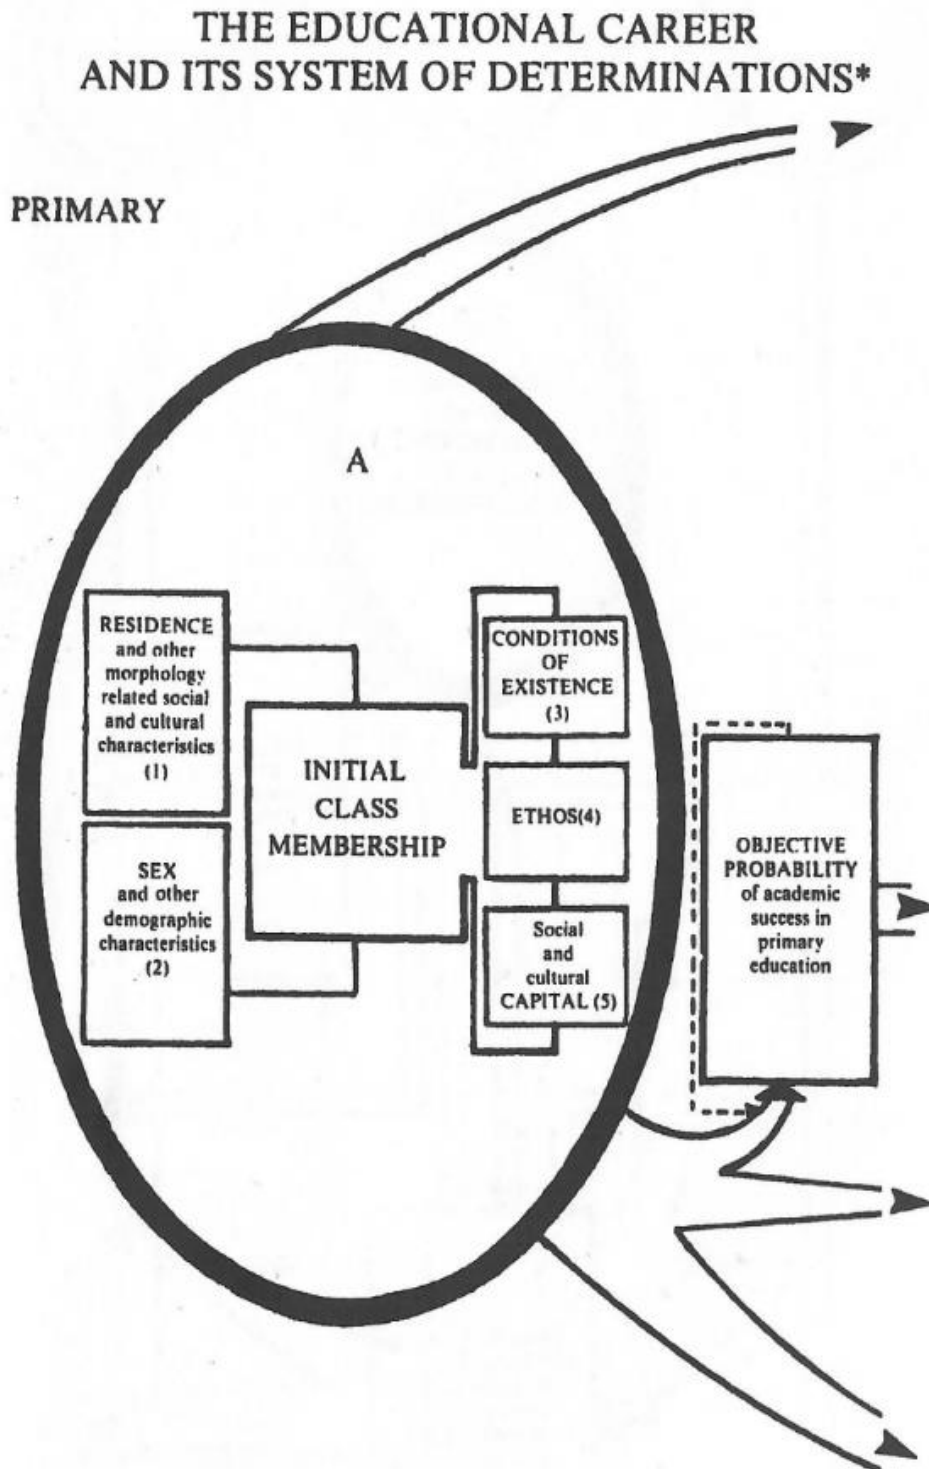 THE EDUCATIONAL CAREER
AND ITS SYSTEM OF DETERMINATIONS*
PRIMARY
A
RESIDENCE
and other
morphology
related social
and cultural
characteristics
(1)
SEX
and other
demographic
characteristics
(2)
INITIAL
CLASS
MEMBERSHIP
CONDITIONS
OF
EXISTENCE
(3)
ETHOS(4)
Social
and
cultural
CAPITAL (5)
OBJECTIVE
PROBABILITY
of academic
success in
primary
education